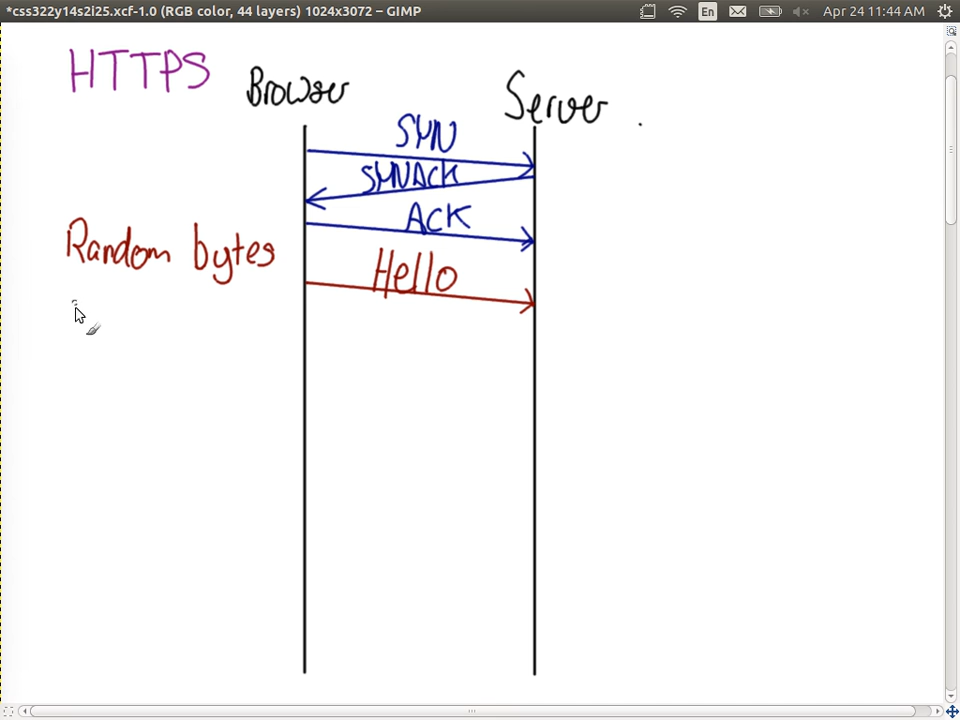 *css322y14s2i25.xcf-1.0 (RGB color, 44 layers) 1024x3072 – GIMP
En
Apr 24 11:44 AM
HTTPS
Browser
Server
SYN
SYNACK
ACK
Random bytes
Hello